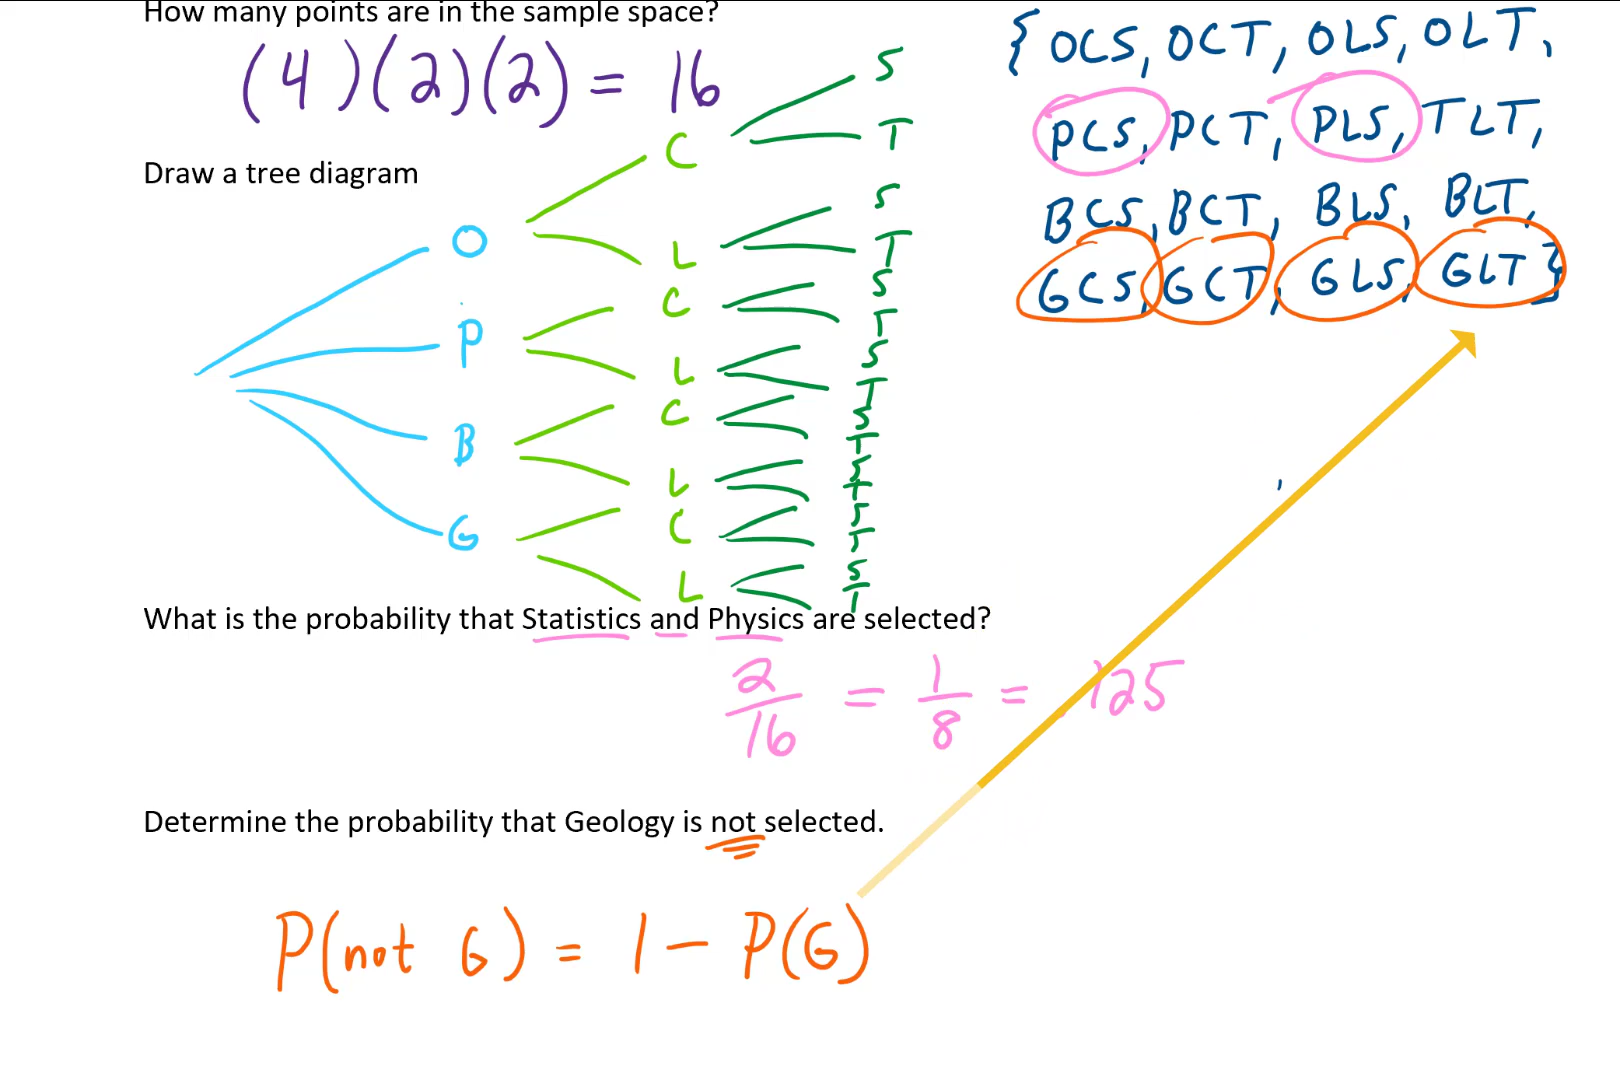 How many points are in the sample space?
(4)(2)(2) = 16
{OCS, OCT, OLS, OLT,
PCS, PCT, PLS, TLT,
BCS, BCT, BLS, BLT,
GCS, GCT, GLS, GLT}
Draw a tree diagram
O
P
B
G
C
L
C
L
C
L
C
L
S
T
S
T
S
T
S
T
S
T
S
T
S
T
S
T
What is the probability that Statistics and Physics are selected?
2/16 = 1/8 = .125
Determine the probability that Geology is not selected.
P(not G) = 1 - P(G)